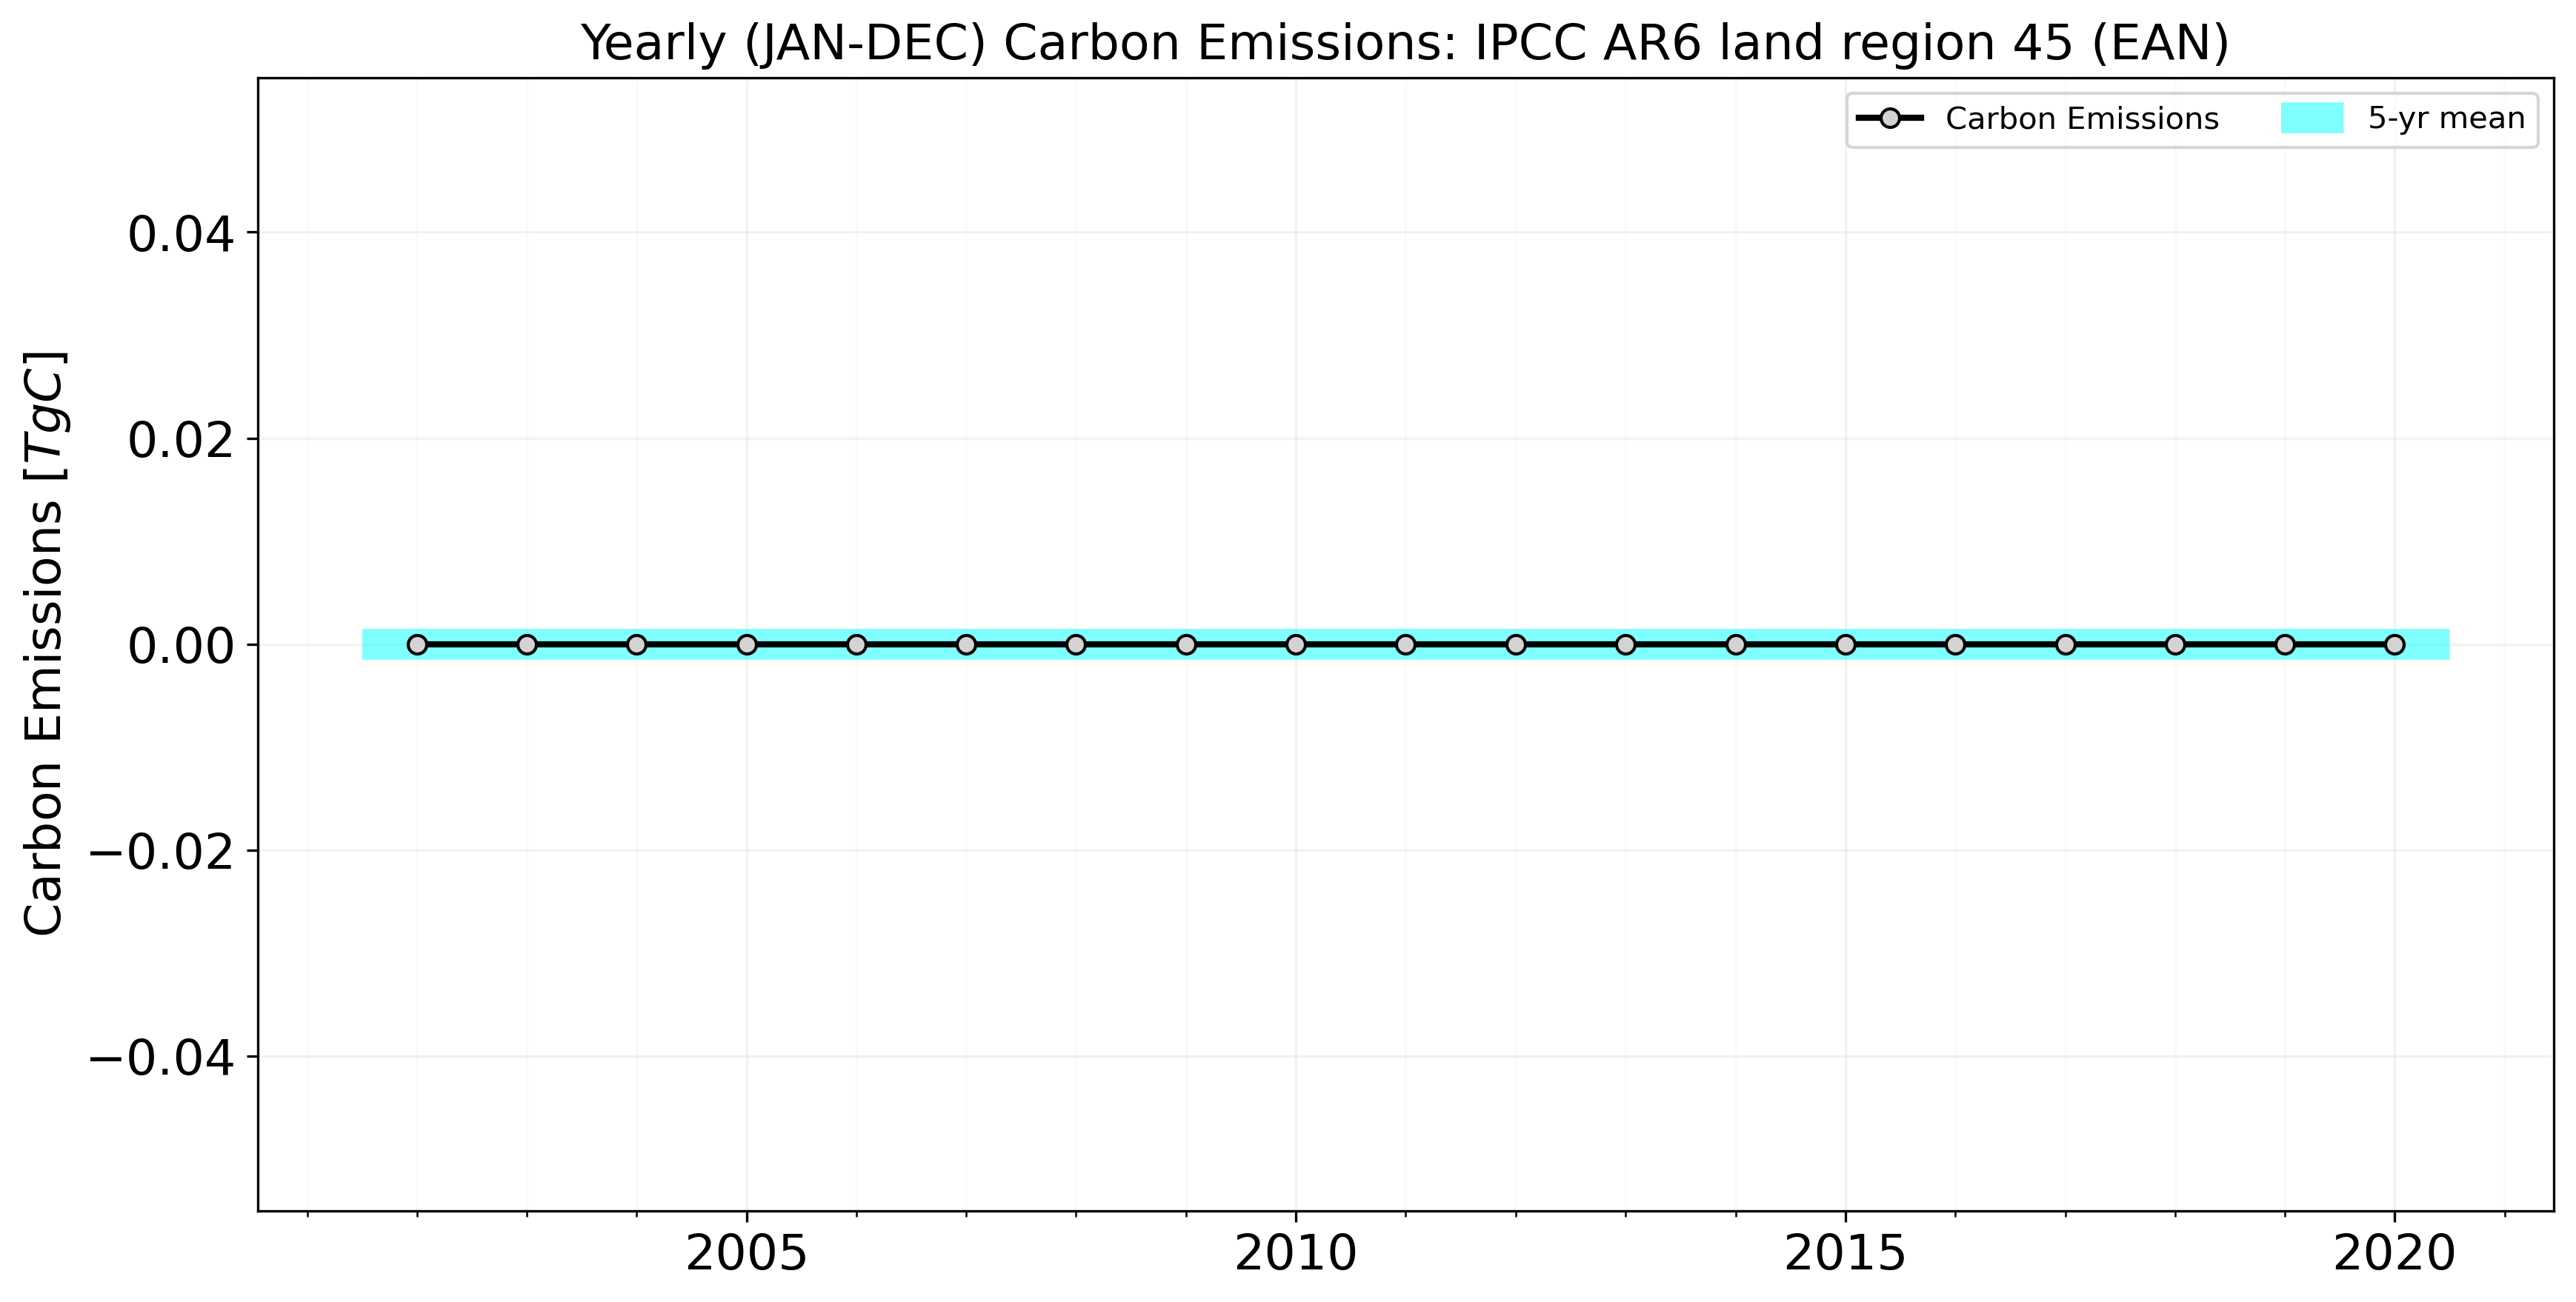 Yearly (JAN-DEC) Carbon Emissions: IPCC AR6 land region 45 (EAN)
Carbon Emissions
5-yr mean
Carbon Emissions [TgC]
0.04
0.02
0.00
−0.02
−0.04
2005
2010
2015
2020